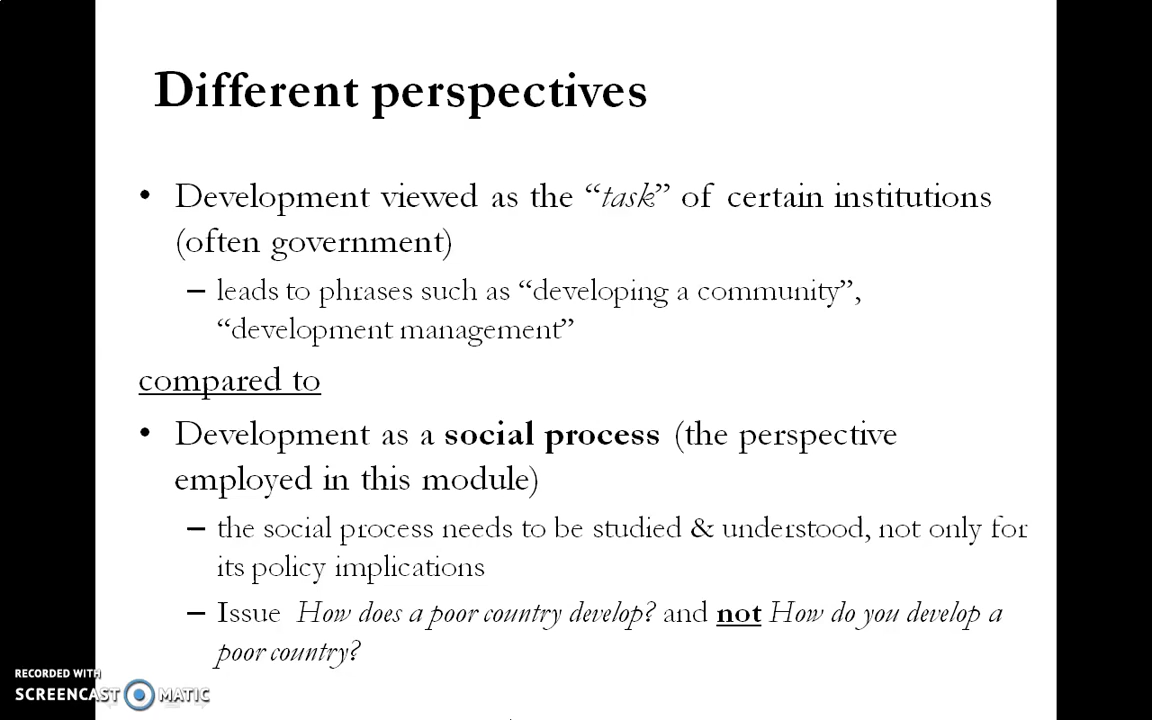 Different perspectives
• Development viewed as the “task” of certain institutions
(often government)
– leads to phrases such as “developing a community”,
“development management”
compared to
• Development as a social process (the perspective
employed in this module)
– the social process needs to be studied & understood, not only for
its policy implications
– Issue How does a poor country develop? and not How do you develop a
poor country?
RECORDED WITH
SCREENCAST MATIC